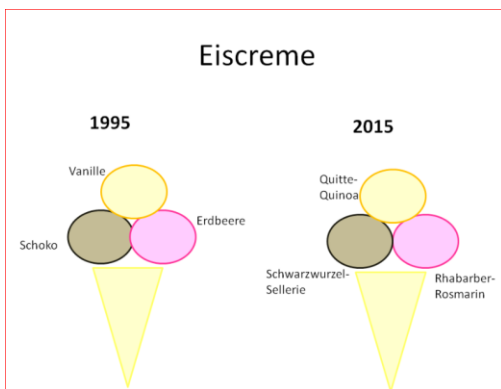 Eiscreme
1995
Vanille
Erdbeere
Schoko
2015
Quitte-
Quinoa
Schwarzwurzel-
Sellerie
Rhabarber-
Rosmarin